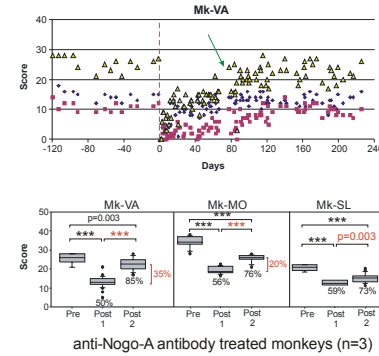 Mk-VA
Score
40
30
20
10
0
-120 -80 -40 0 40 80 120 160 200 240
Days
Mk-VA Mk-MO Mk-SL
Score
50
40
30
20
10
0
p=0.003
*** ***
35%
50%
85%
***
*** ***
20%
56%
76%
***
*** p=0.003
59%
73%
Pre Post 1 Post 2 Pre Post 1 Post 2 Pre Post 1 Post 2
anti-Nogo-A antibody treated monkeys (n=3)